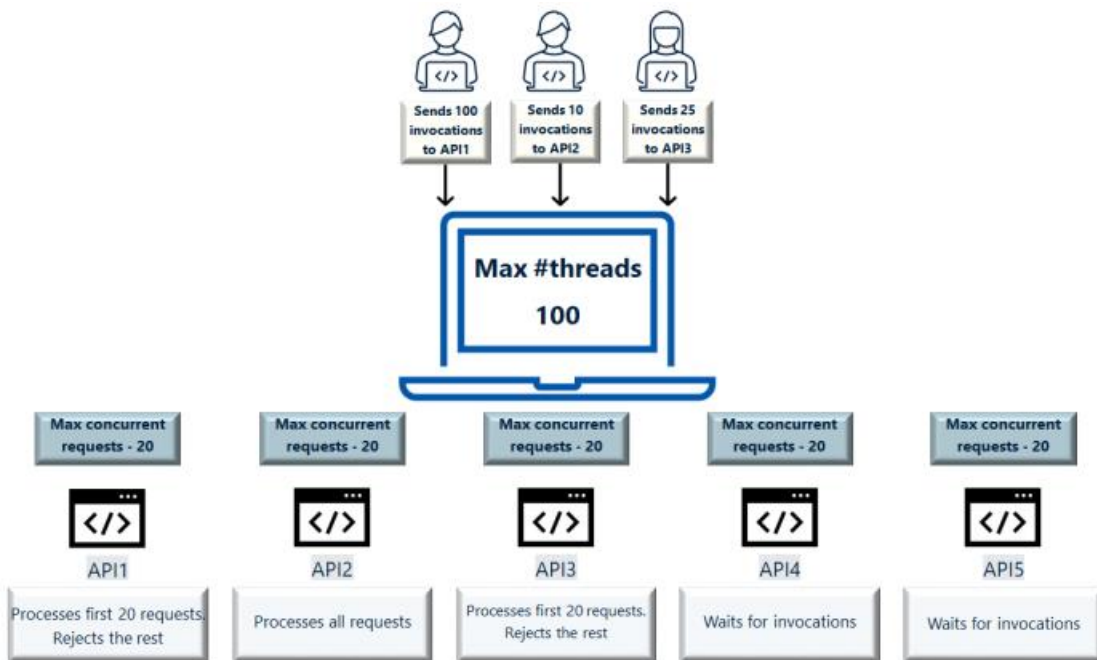 </>
</>
</>
Sends 100
invocations
to API1
Sends 10
invocations
to API2
Sends 25
invocations
to API3
Max #threads
100
Max concurrent
requests - 20
Max concurrent
requests - 20
Max concurrent
requests - 20
Max concurrent
requests - 20
Max concurrent
requests - 20
</>
</>
</>
</>
</>
API1
API2
API3
API4
API5
Processes first 20 requests.
Rejects the rest
Processes all requests
Processes first 20 requests.
Rejects the rest
Waits for invocations
Waits for invocations